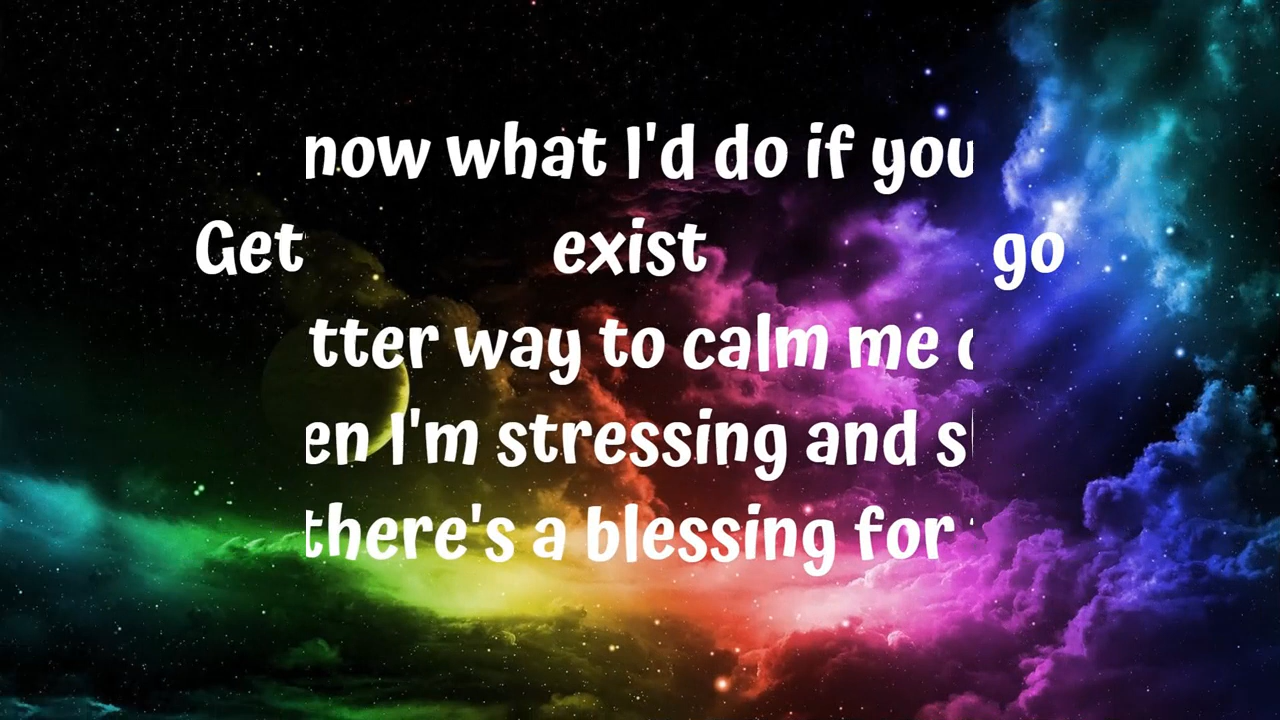 now what I'd do if you
Get exist go
tter way to calm me
en I'm stressing and
there's a blessing for